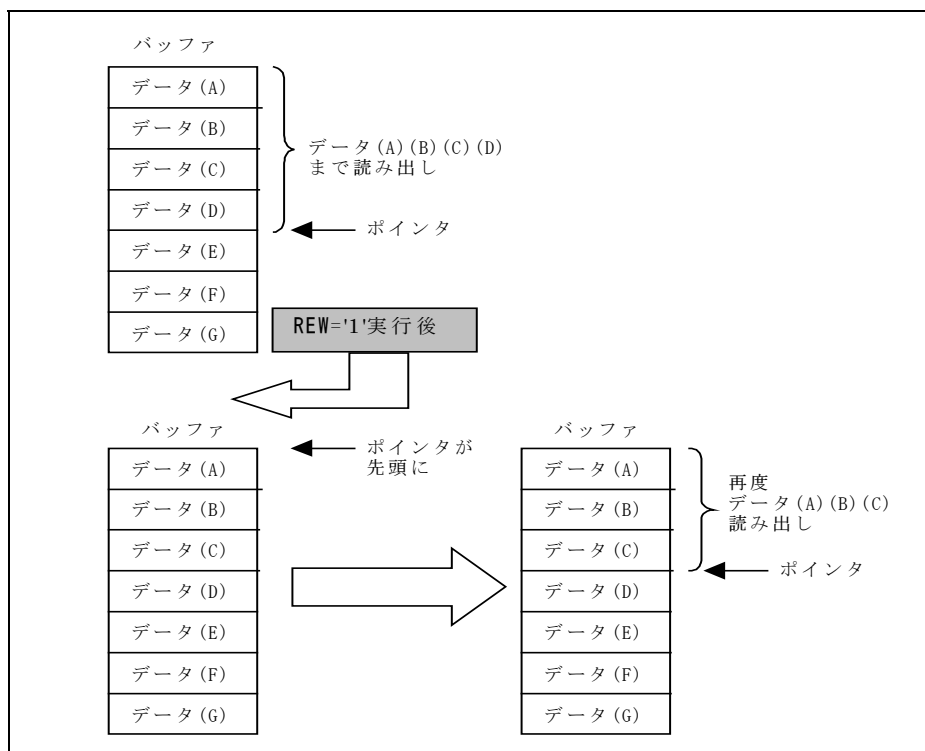 バッファ
データ(A)
データ(B)
データ(C)
データ(D)
データ(E)
データ(F)
データ(G)
データ(A)(B)(C)(D)
まで読み出し
ポインタ
REW='1'実行後
バッファ
データ(A)
データ(B)
データ(C)
データ(D)
データ(E)
データ(F)
データ(G)
ポインタが
先頭に
バッファ
データ(A)
データ(B)
データ(C)
データ(D)
データ(E)
データ(F)
データ(G)
再度
データ(A)(B)(C)
読み出し
ポインタ